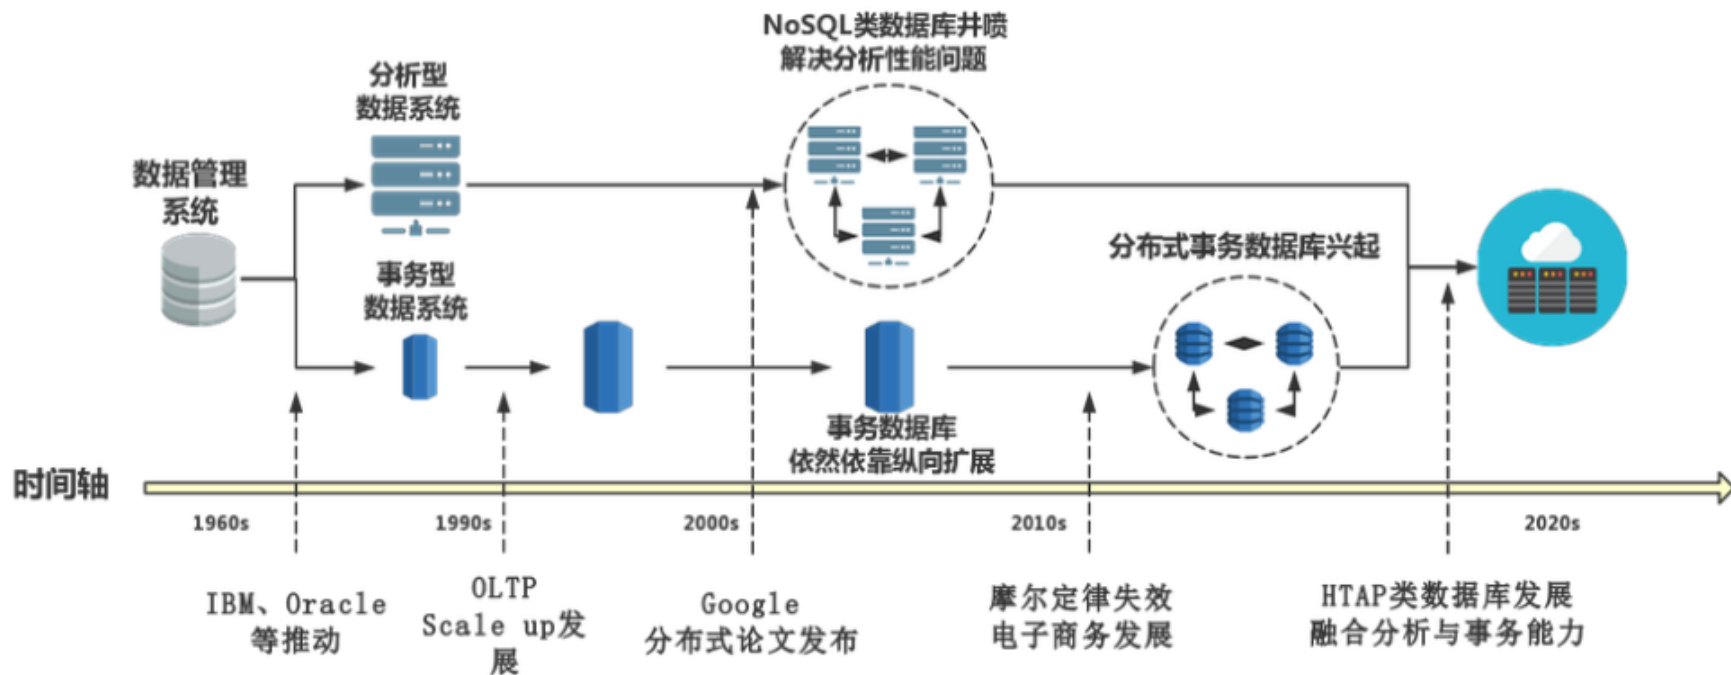 NoSQL类数据库井喷
解决分析性能问题
分析型
数据系统
数据管理
系统
分布式事务数据库兴起
事务型
数据系统
事务数据库
依然依靠纵向扩展
时间轴
1960s
1990s
2000s
2010s
2020s
IBM、Oracle
等推动
OLTP
Scale up发
展
Google
分布式论文发布
摩尔定律失效
电子商务发展
HTAP类数据库发展
融合分析与事务能力